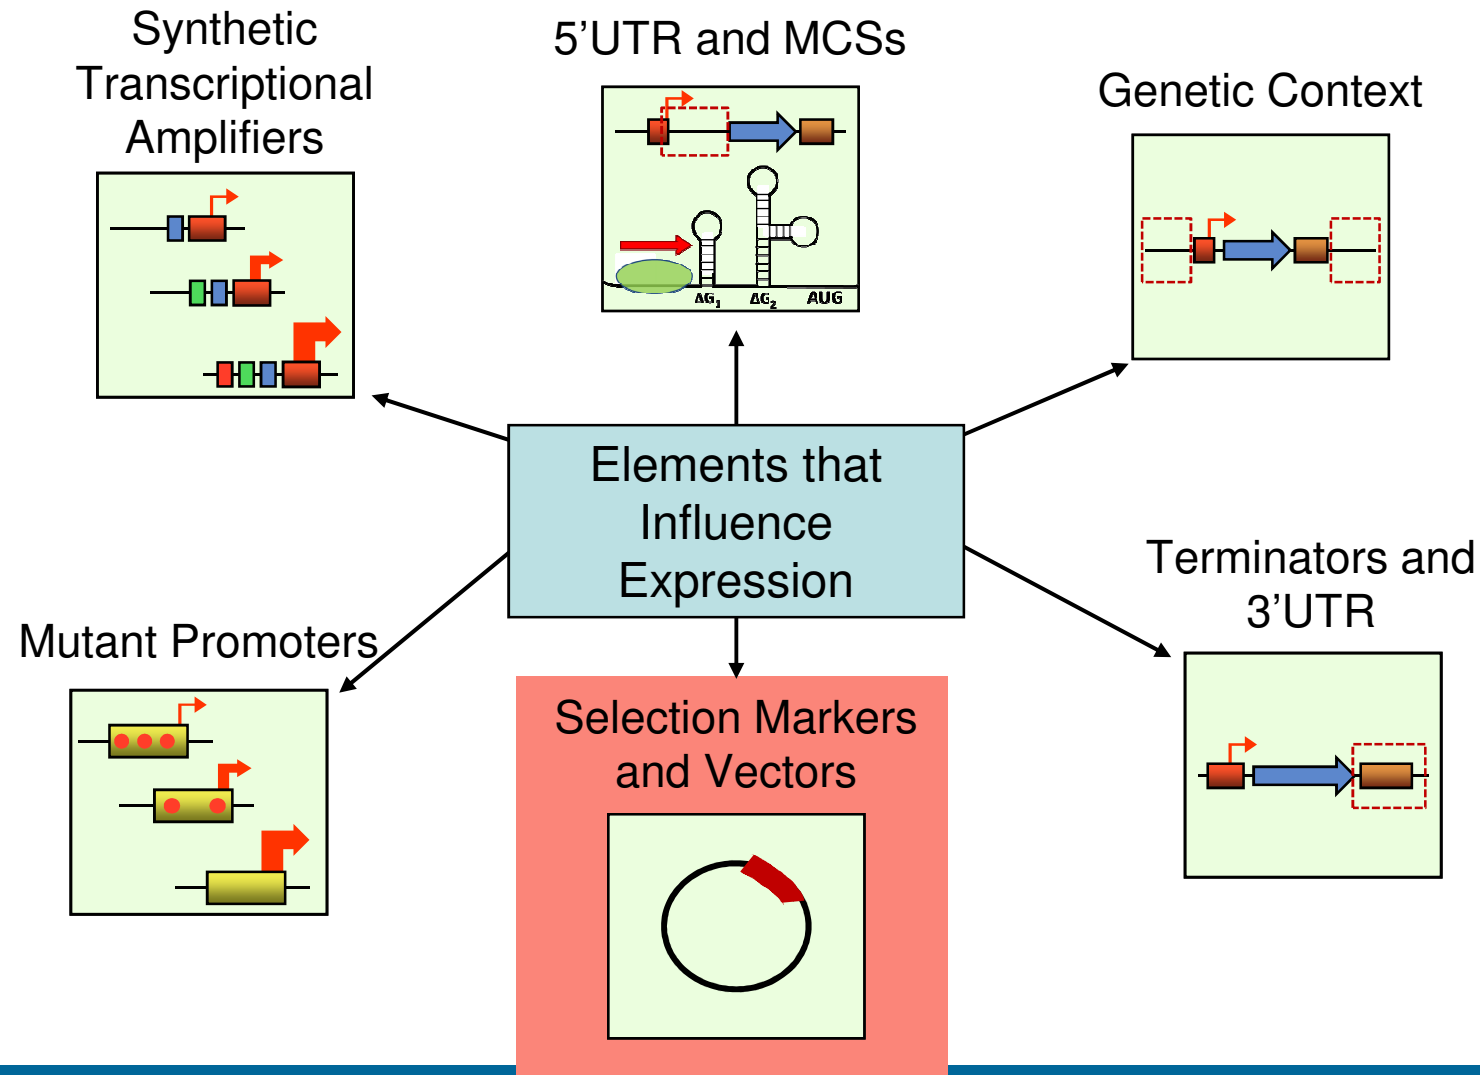 Synthetic
Transcriptional
Amplifiers
5’UTR and MCSs
ΔG₁ ΔG₂ AUG
Genetic Context
Elements that
Influence
Expression
Terminators and
3’UTR
Mutant Promoters
Selection Markers
and Vectors